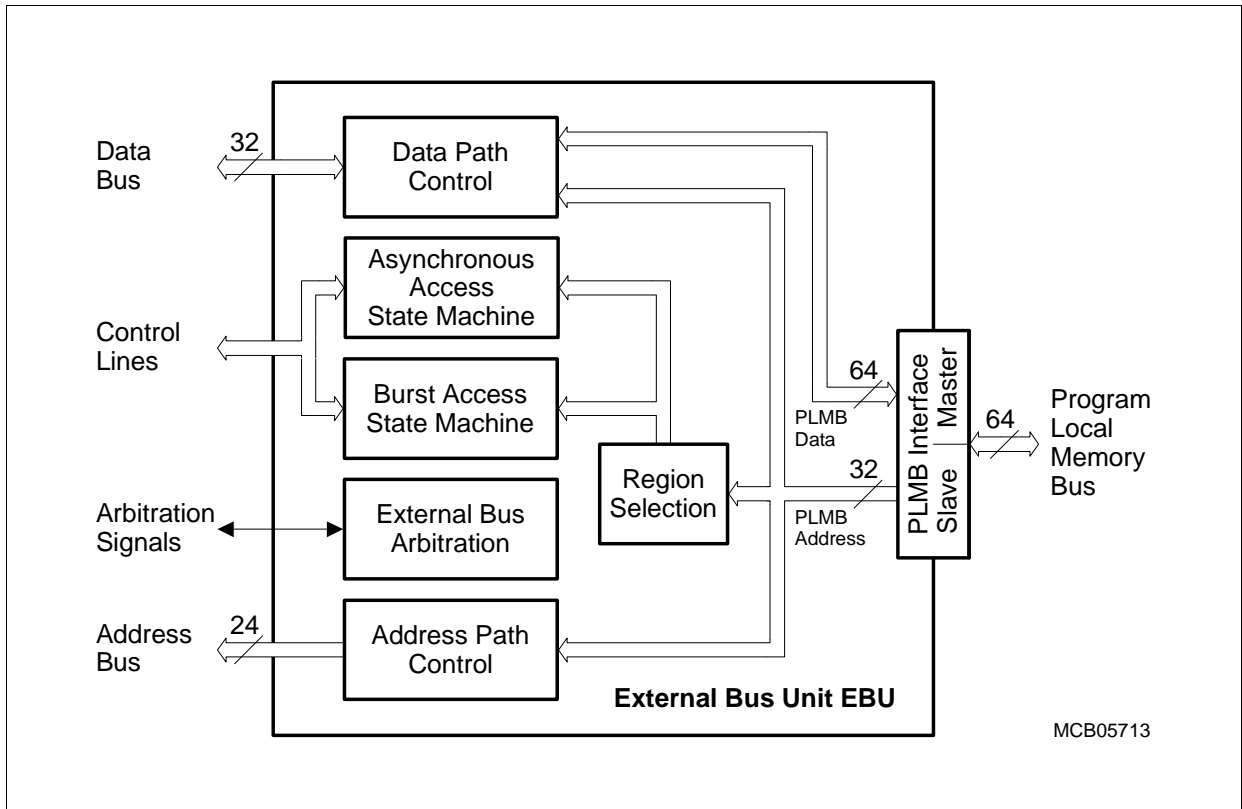 Data
Bus
32
Data Path
Control
Asynchronous
Access
State Machine
Control
Lines
Burst Access
State Machine
64
PLMB
Data
PLMB Interface
Master
Slave
64
Program
Local
Memory
Bus
Region
Selection
32
PLMB
Address
Arbitration
Signals
External Bus
Arbitration
Address
Bus
24
Address Path
Control
External Bus Unit EBU
MCB05713